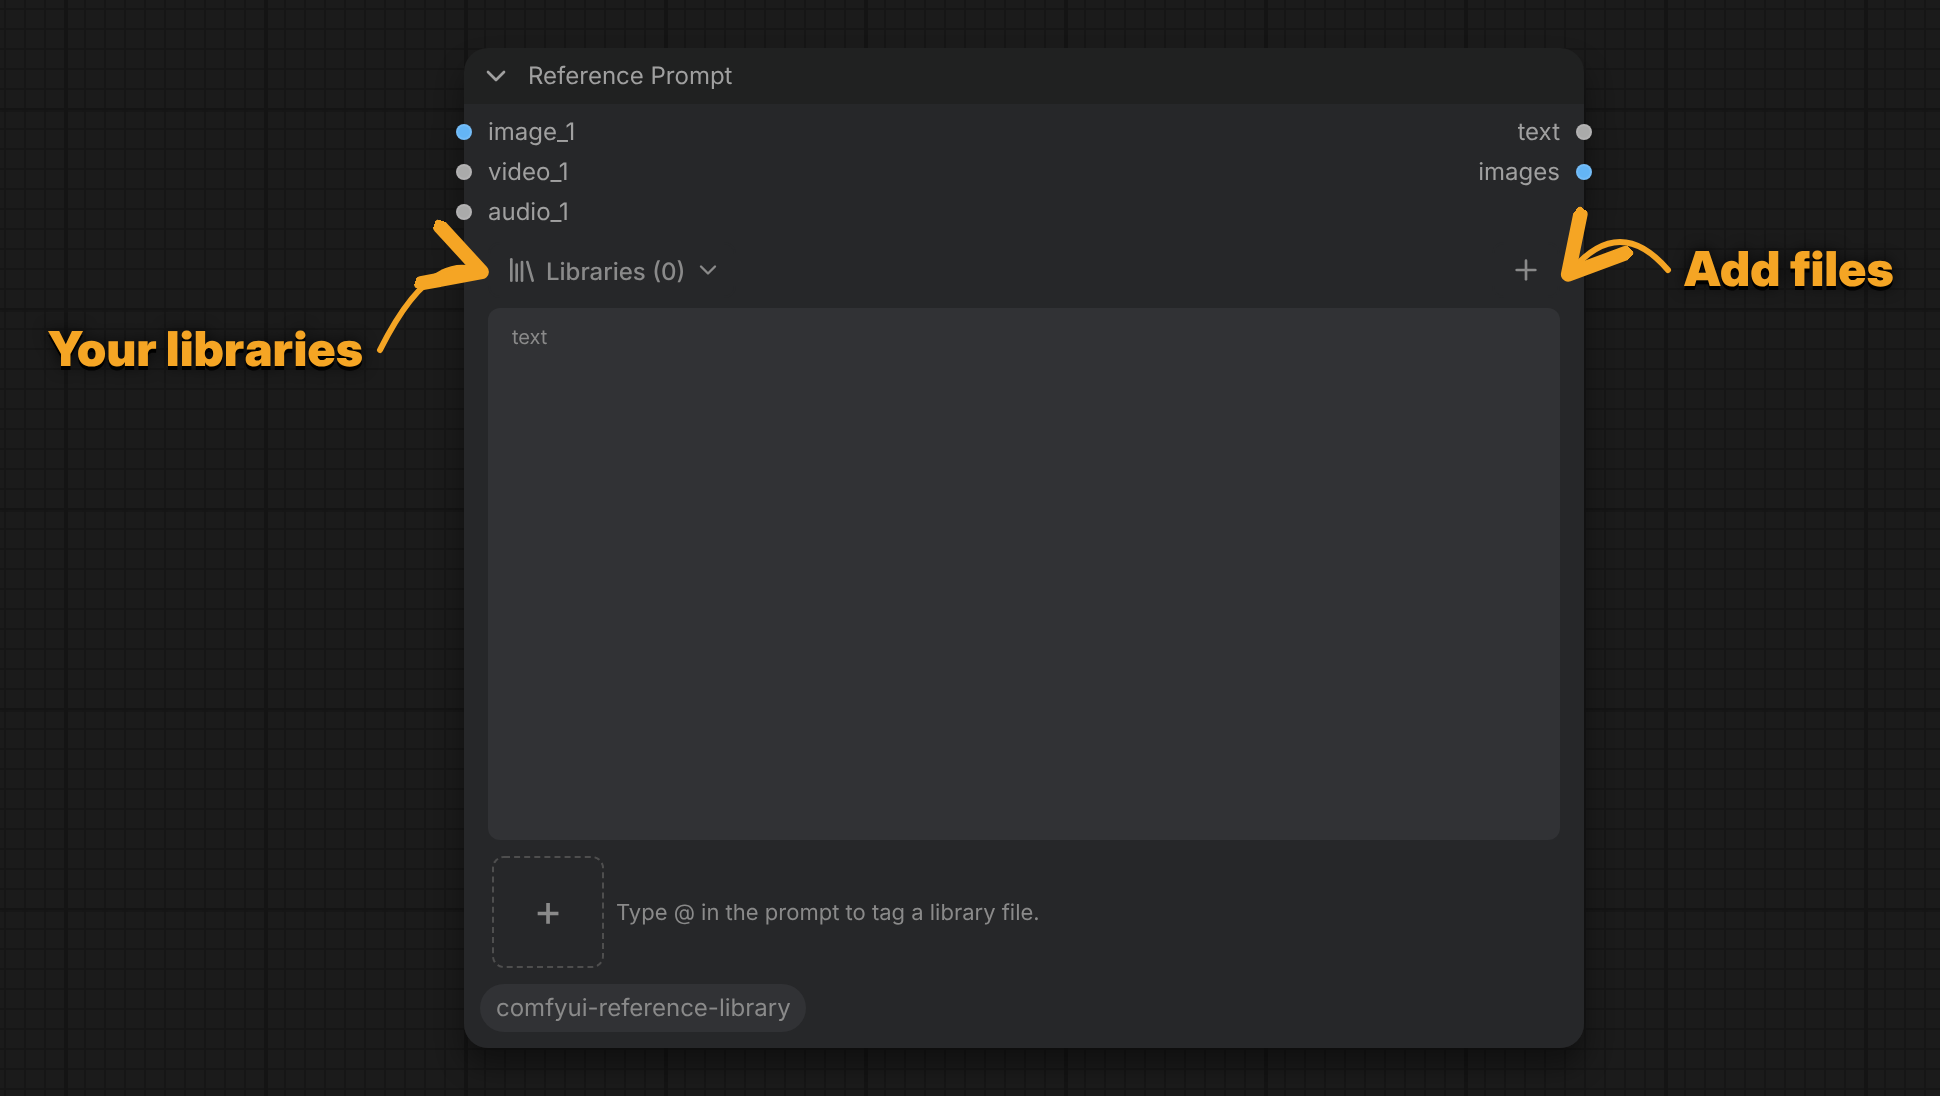 Reference Prompt
image_1
text
video_1
images
audio_1
Libraries (0)
Add files
Your libraries
text
Type @ in the prompt to tag a library file.
comfyui-reference-library